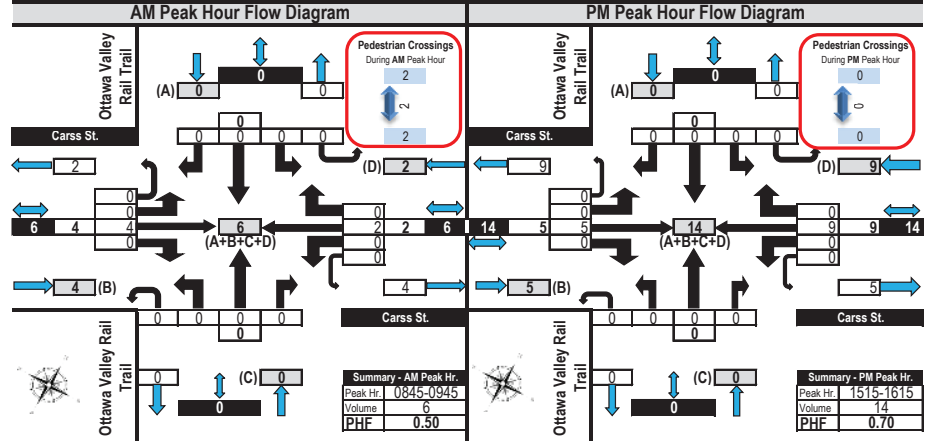 AM Peak Hour Flow Diagram
PM Peak Hour Flow Diagram
Ottawa Valley
Rail Trail
0
(A) 0 0
Pedestrian Crossings
During AM Peak Hour
2
2
2
Carss St.
0
0 0 0 0
2
(D) 2
0
0
6 4 4
0
6
(A+B+C+D)
0
2 2 6
0
0
4 (B)
4
0 0 0 0
0
Carss St.
Ottawa Valley Rail
Trail
0
(C) 0
0
Summary - AM Peak Hr.
Peak Hr. 0845-0945
Volume 6
PHF 0.50
Ottawa Valley
Rail Trail
0
(A) 0 0
Pedestrian Crossings
During PM Peak Hour
0
0
0
Carss St.
0
0 0 0 0
9
(D) 9
0
0
14 5 5
0
14
(A+B+C+D)
0
9 9 14
0
0
5 (B)
5
0 0 0 0
0
Carss St.
Ottawa Valley Rail
Trail
0
(C) 0
0
Summary - PM Peak Hr.
Peak Hr. 1515-1615
Volume 14
PHF 0.70